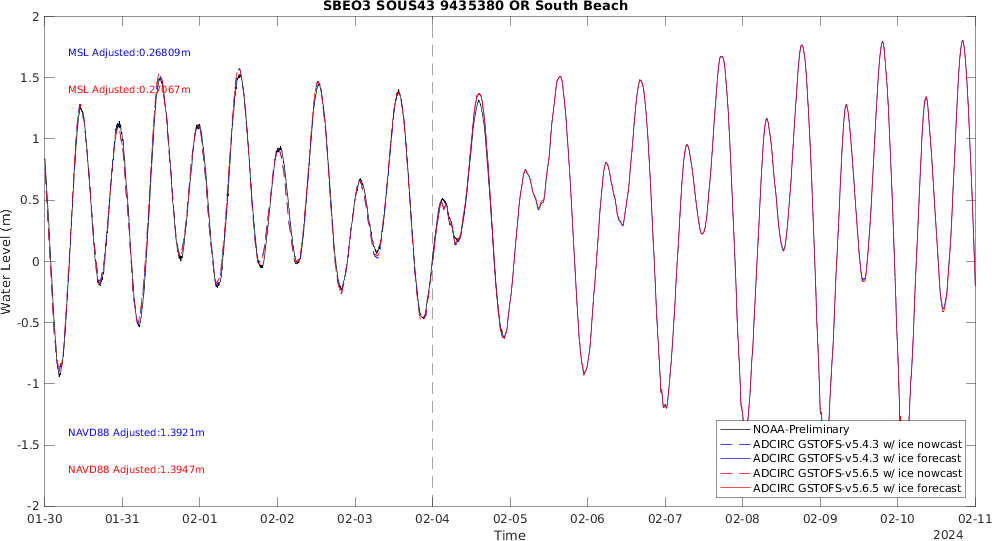 SBEO3 SOUS43 9435380 OR South Beach
2
1.5
1
0.5
0
-0.5
-1
-1.5
-2
Water Level (m)
MSL Adjusted:0.26809m
MSL Adjusted:0.27067m
NAVD88 Adjusted:1.3921m
NAVD88 Adjusted:1.3947m
NOAA-Preliminary
ADCIRC GSTOFS-v5.4.3 w/ ice nowcast
ADCIRC GSTOFS-v5.4.3 w/ ice forecast
ADCIRC GSTOFS-v5.6.5 w/ ice nowcast
ADCIRC GSTOFS-v5.6.5 w/ ice forecast
01-30 01-31 02-01 02-02 02-03 02-04 02-05 02-06 02-07 02-08 02-09 02-10 02-11
Time
2024